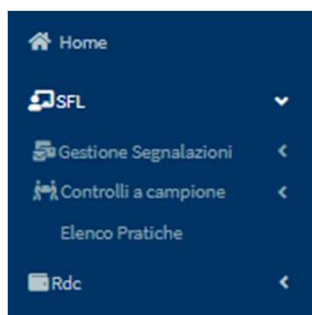 Home
SFL
Gestione Segnalazioni
Controlli a campione
Elenco Pratiche
Rdc